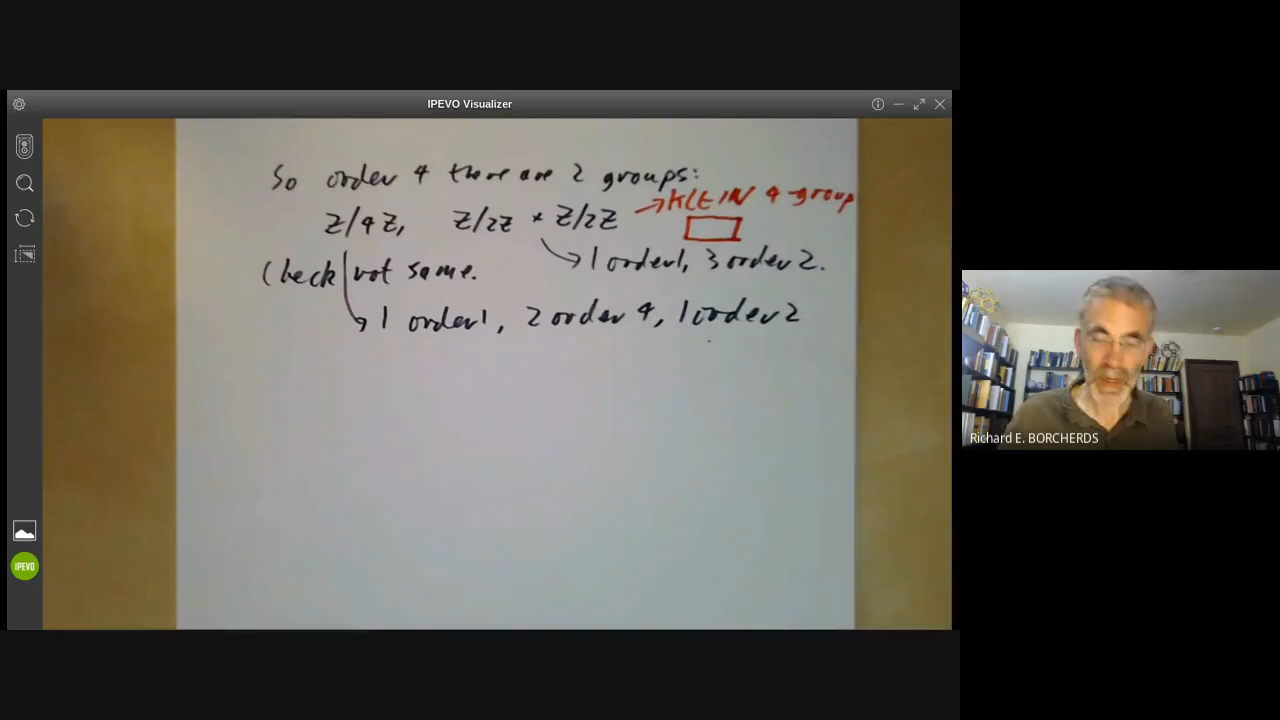 IPEVO Visualizer
So order 4 there are 2 groups:
Z/4Z, Z/2Z × Z/2Z → KLEIN 4-group
→ 1 order 1, 3 order 2.
Check not same.
→ 1 order 1, 2 order 4, 1 order 2
Richard E. BORCHERDS
IPEVO